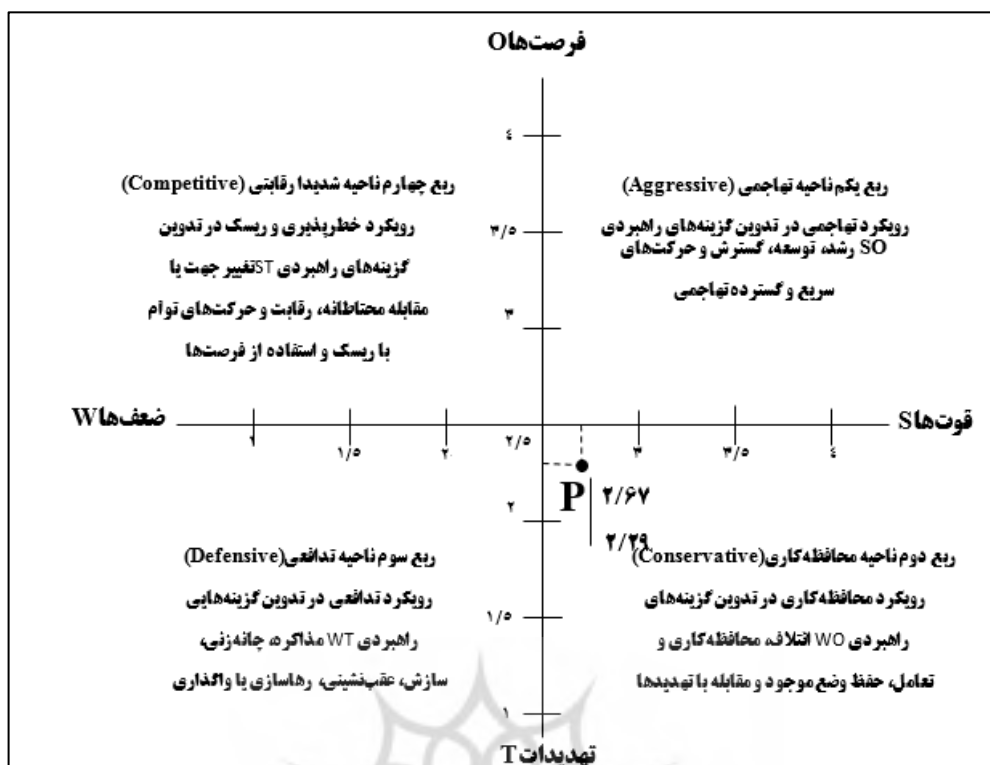 فرصت‌هاO
۴
ربع یکم ناحیه تهاجمی (Aggressive)
رویکرد تهاجمی در تدوین گزینه‌های راهبردی
SO رشد، توسعه، گسترش و حرکت‌های
سریع و گسترده تهاجمی
ربع چهارم ناحیه شدیدا رقابتی (Competitive)
رویکرد خطرپذیری و ریسک در تدوین
گزینه‌های راهبردی STتغییر جهت یا
مقابله محتاطانه، رقابت و حرکت‌های توام
با ریسک و استفاده از فرصت‌ها
۳/۵
۳
قوت‌هاS
۴
۳/۵
۳
۲/۵
۲
۱/۵
ضعف‌هاW
P
۲/۶۷
۲/۲۹
۲
ربع دوم ناحیه محافظه‌کاری(Conservative)
رویکرد محافظه‌کاری در تدوین گزینه‌های
راهبردی WO ائتلاف، محافظه‌کاری و
تعامل، حفظ وضع موجود و مقابله با تهدیدها
ربع سوم ناحیه تدافعی(Defensive)
رویکرد تدافعی در تدوین گزینه‌هایی
راهبردی WT مذاکره، چانه‌زنی،
سازش، عقب‌نشینی، رهاسازی یا واگذاری
۱/۵
۱
تهدیداتT